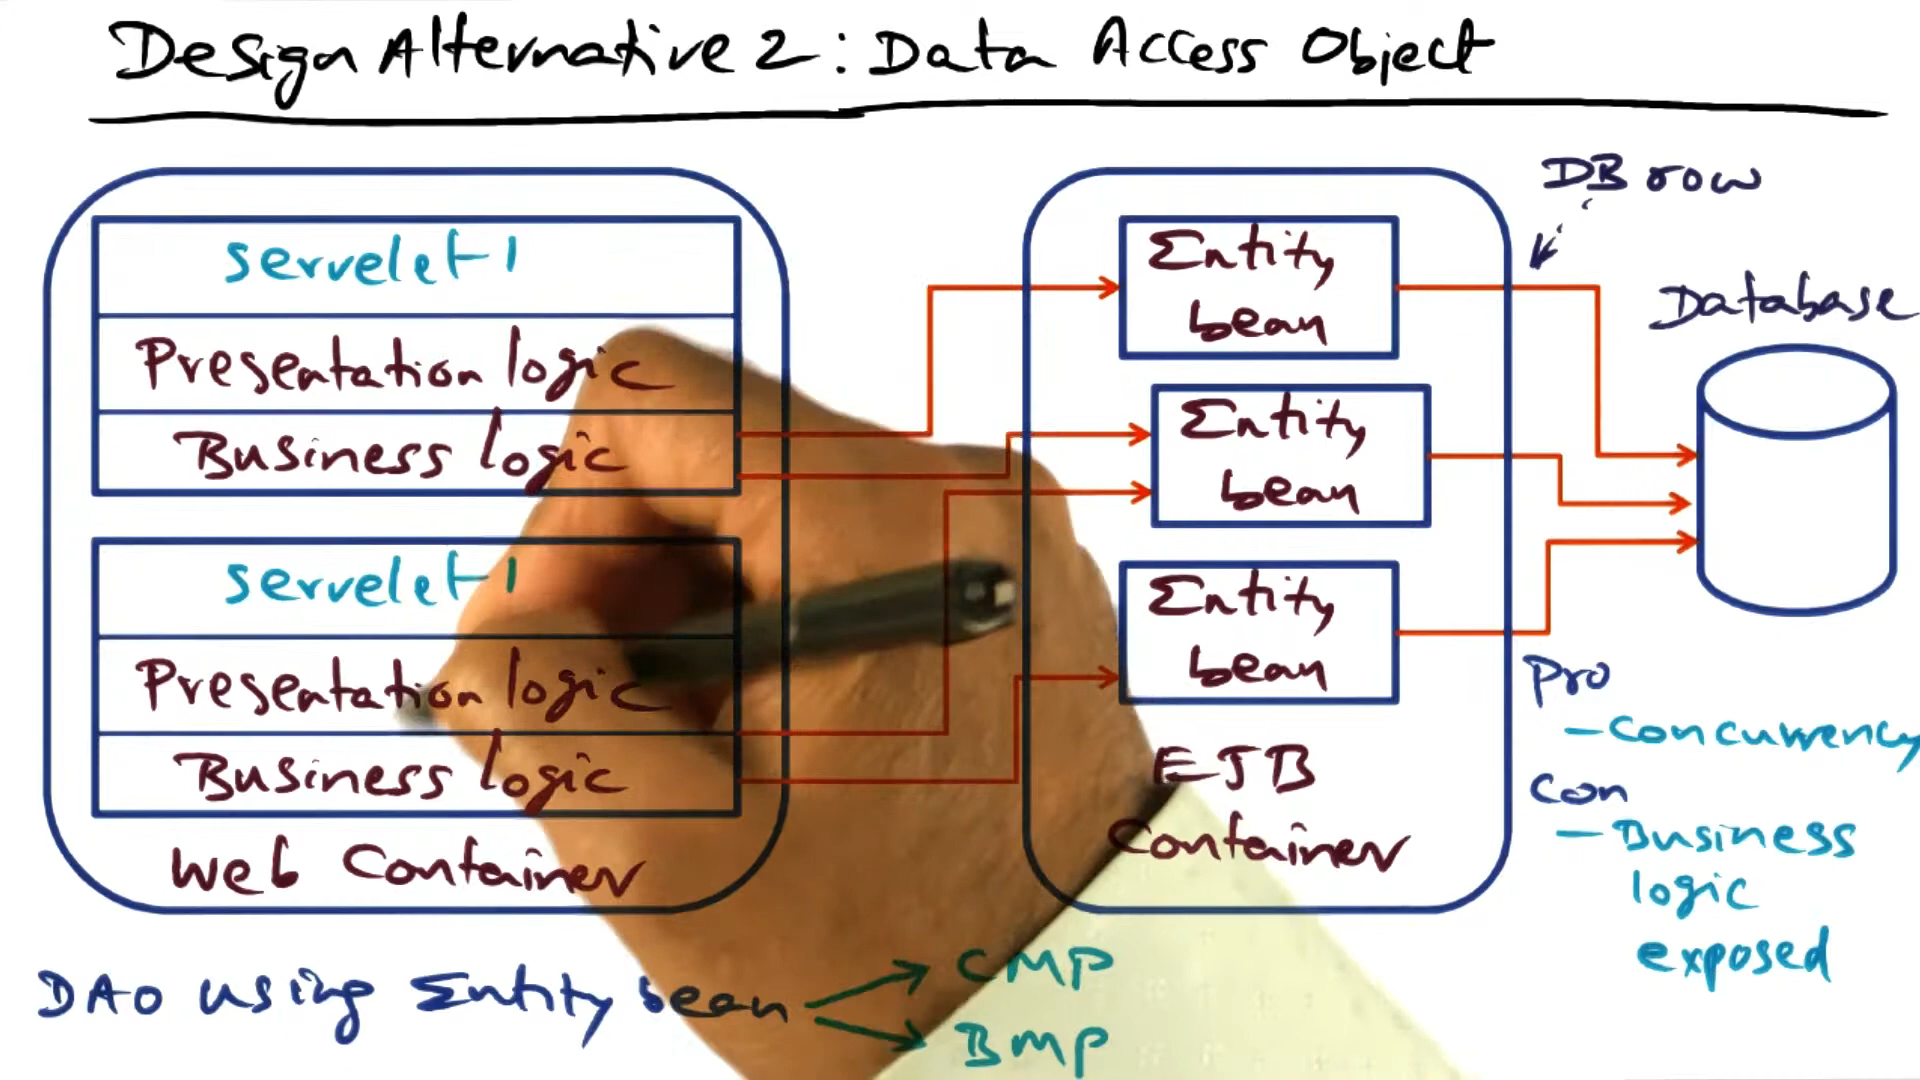 Design Alternative 2: Data Access Object
servelet 1
Presentation logic
Business logic
servelet 1
Presentation logic
Business logic
Web Container
Entity
bean
Entity
bean
Entity
bean
EJB
Container
DB row
Database
Pro
- Concurrency
Con
- Business
logic
exposed
DAO using Entity bean
CMP
BMP